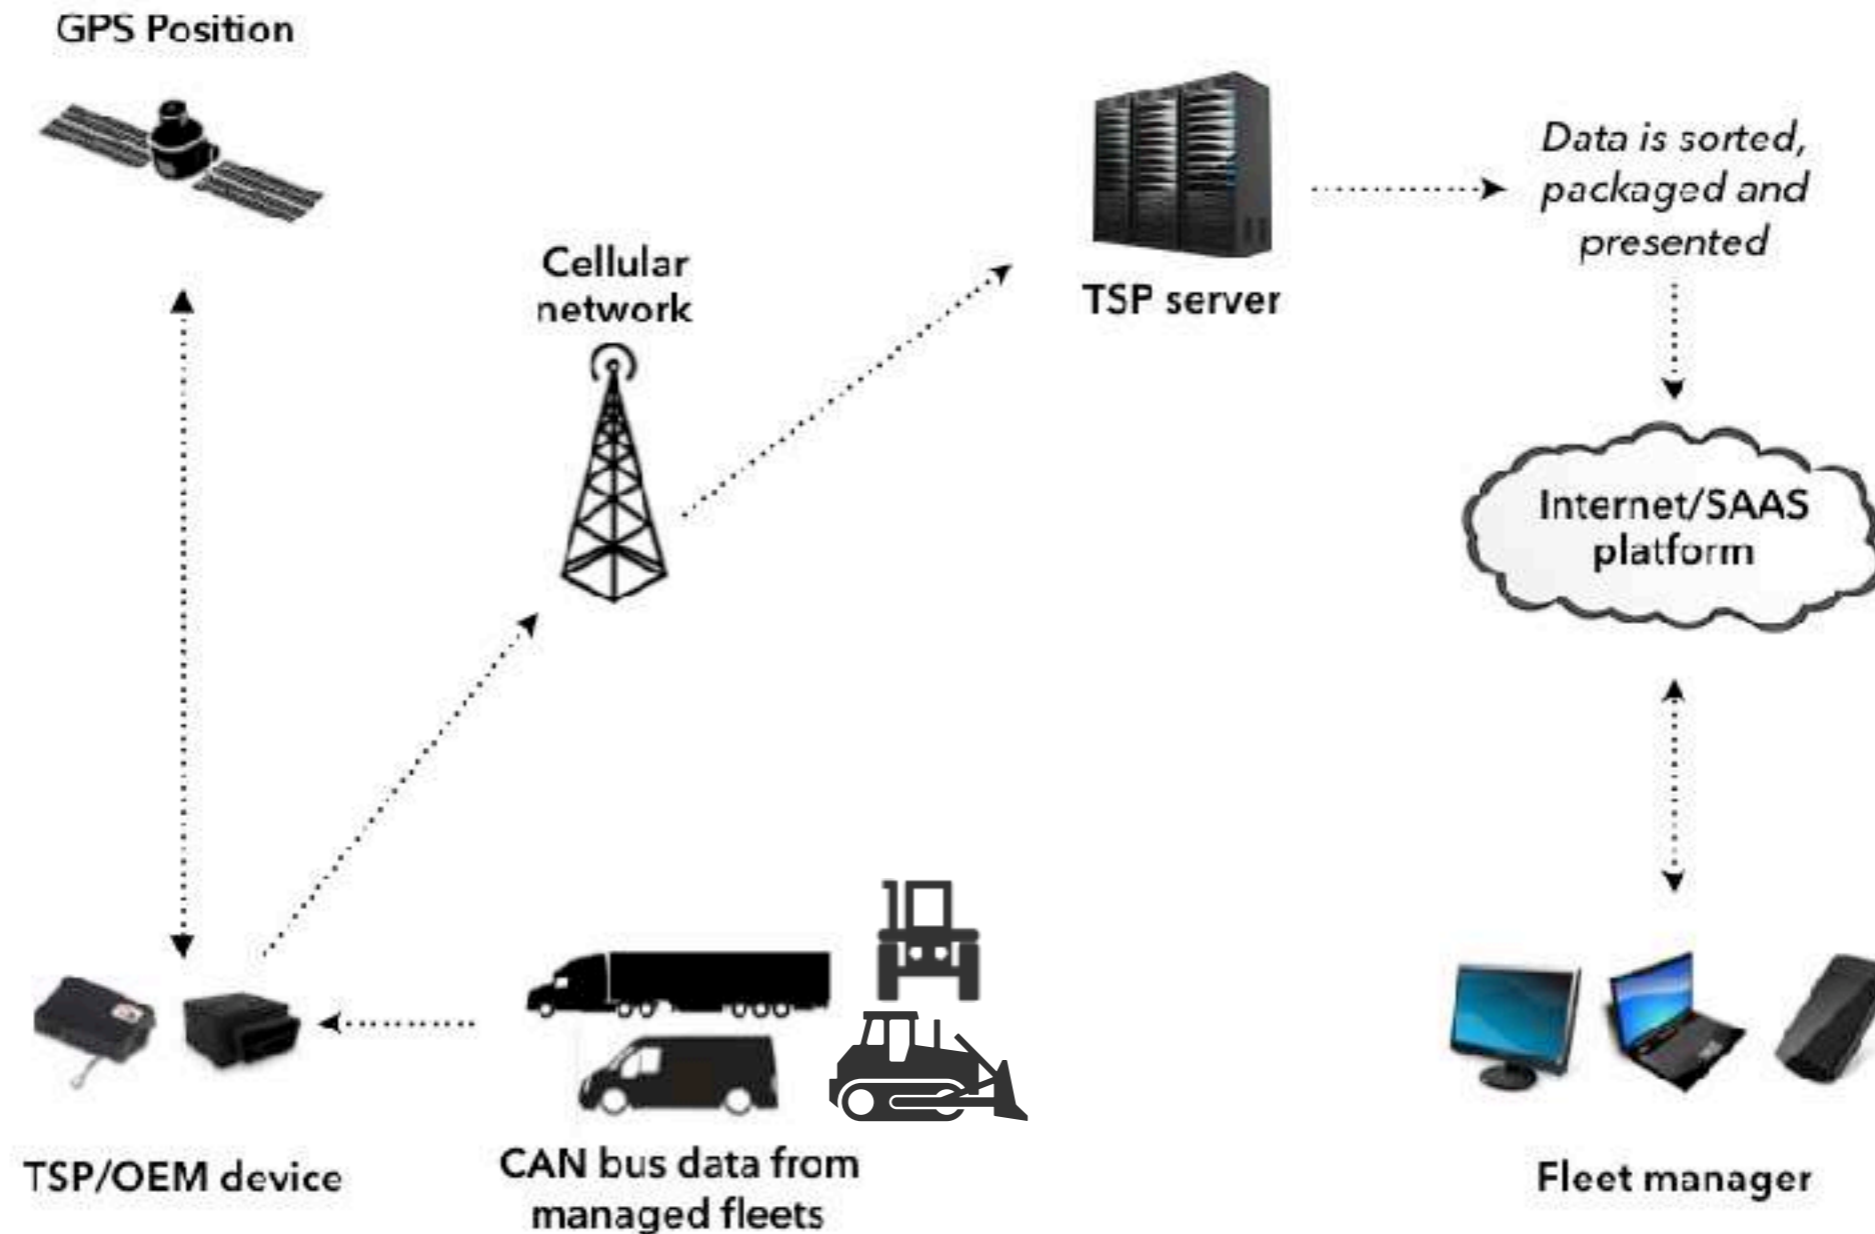 GPS Position
Cellular
network
TSP server
Data is sorted,
packaged and
presented
Internet/SAAS
platform
TSP/OEM device
CAN bus data from
managed fleets
Fleet manager